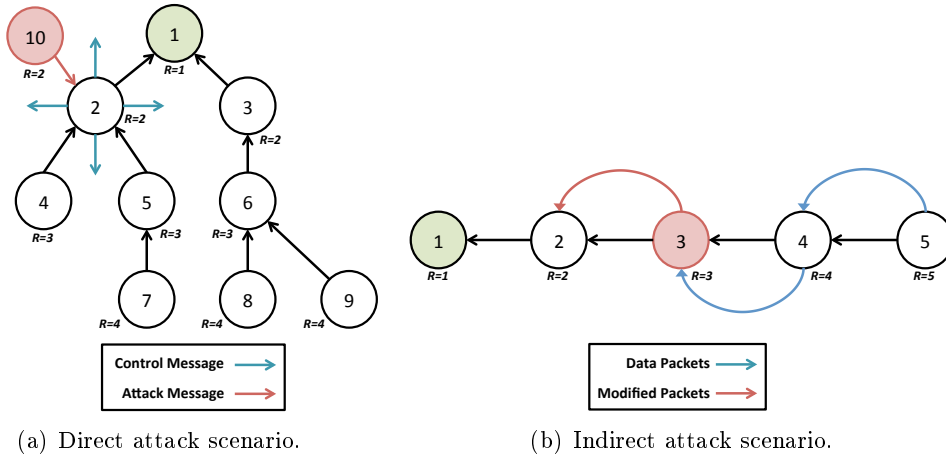 10
R=2
1
R=1
2
R=2
3
R=2
4
R=3
5
R=3
6
R=3
7
R=4
8
R=4
9
R=4
Control Message
Attack Message
(a) Direct attack scenario.
1
R=1
2
R=2
3
R=3
4
R=4
5
R=5
Data Packets
Modified Packets
(b) Indirect attack scenario.